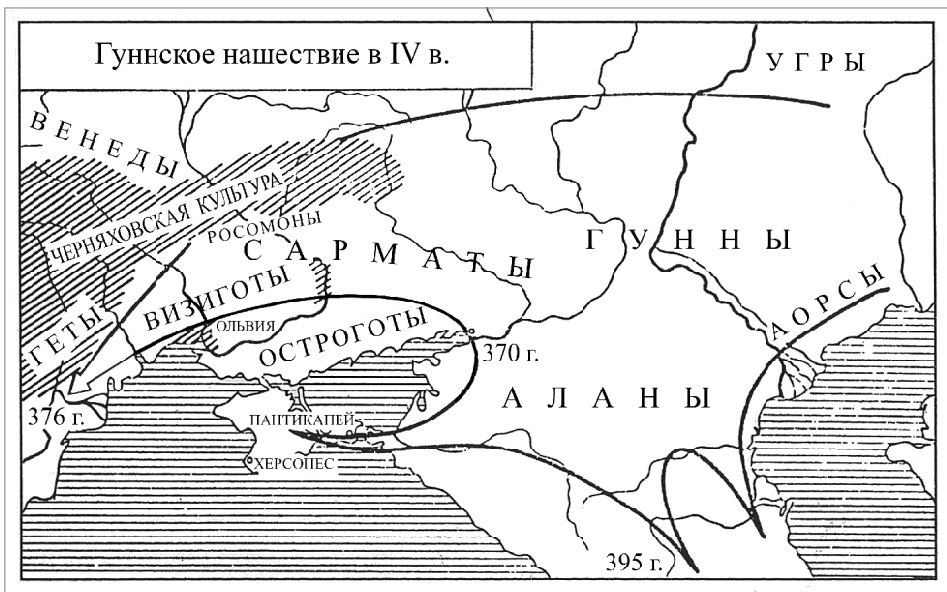 Гуннское нашествие в IV в.
УГРЫ
ВЕНЕДЫ
ЧЕРНЯХОВСКАЯ КУЛЬТУРА
РОСОМОНЫ
ГУННЫ
САРМАТЫ
АОРСЫ
ВИЗИГОТЫ
ГЕТЫ
ОЛЬВИЯ
ОСТРОГОТЫ
370 г.
АЛАНЫ
376 г.
ПАНТИКАПЕЙ
ХЕРСОПЕС
395 г.